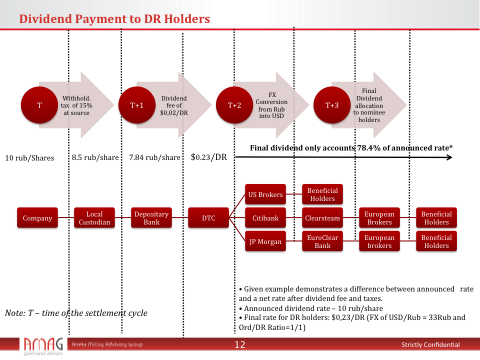 Dividend Payment to DR Holders
T
Withhold.
tax of 15%
at source
T+1
Dividend
fee of
$0,02/DR
T+2
FX
Conversion
from Rub
into USD
T+3
Final
Dividend
allocation
to nominee
holders
Final dividend only accounts 78.4% of announced rate*
10 rub/Shares
8.5 rub/share
7.84 rub/share
$0.23/DR
US Brokers
Beneficial
Holders
Company
Local
Custodian
Depositary
Bank
DTC
Citibank
Clearsteam
European
Brokers
Beneficial
Holders
JP Morgan
EuroClear
Bank
European
brokers
Beneficial
Holders
• Given example demonstrates a difference between announced rate
and a net rate after dividend fee and taxes.
• Announced dividend rate – 10 rub/share
• Final rate for DR holders: $0,23/DR (FX of USD/Rub = 33Rub and
Ord/DR Ratio=1/1)
Note: T – time of the settlement cycle
AMAG
Advisory Group
12
Strictly Confidential